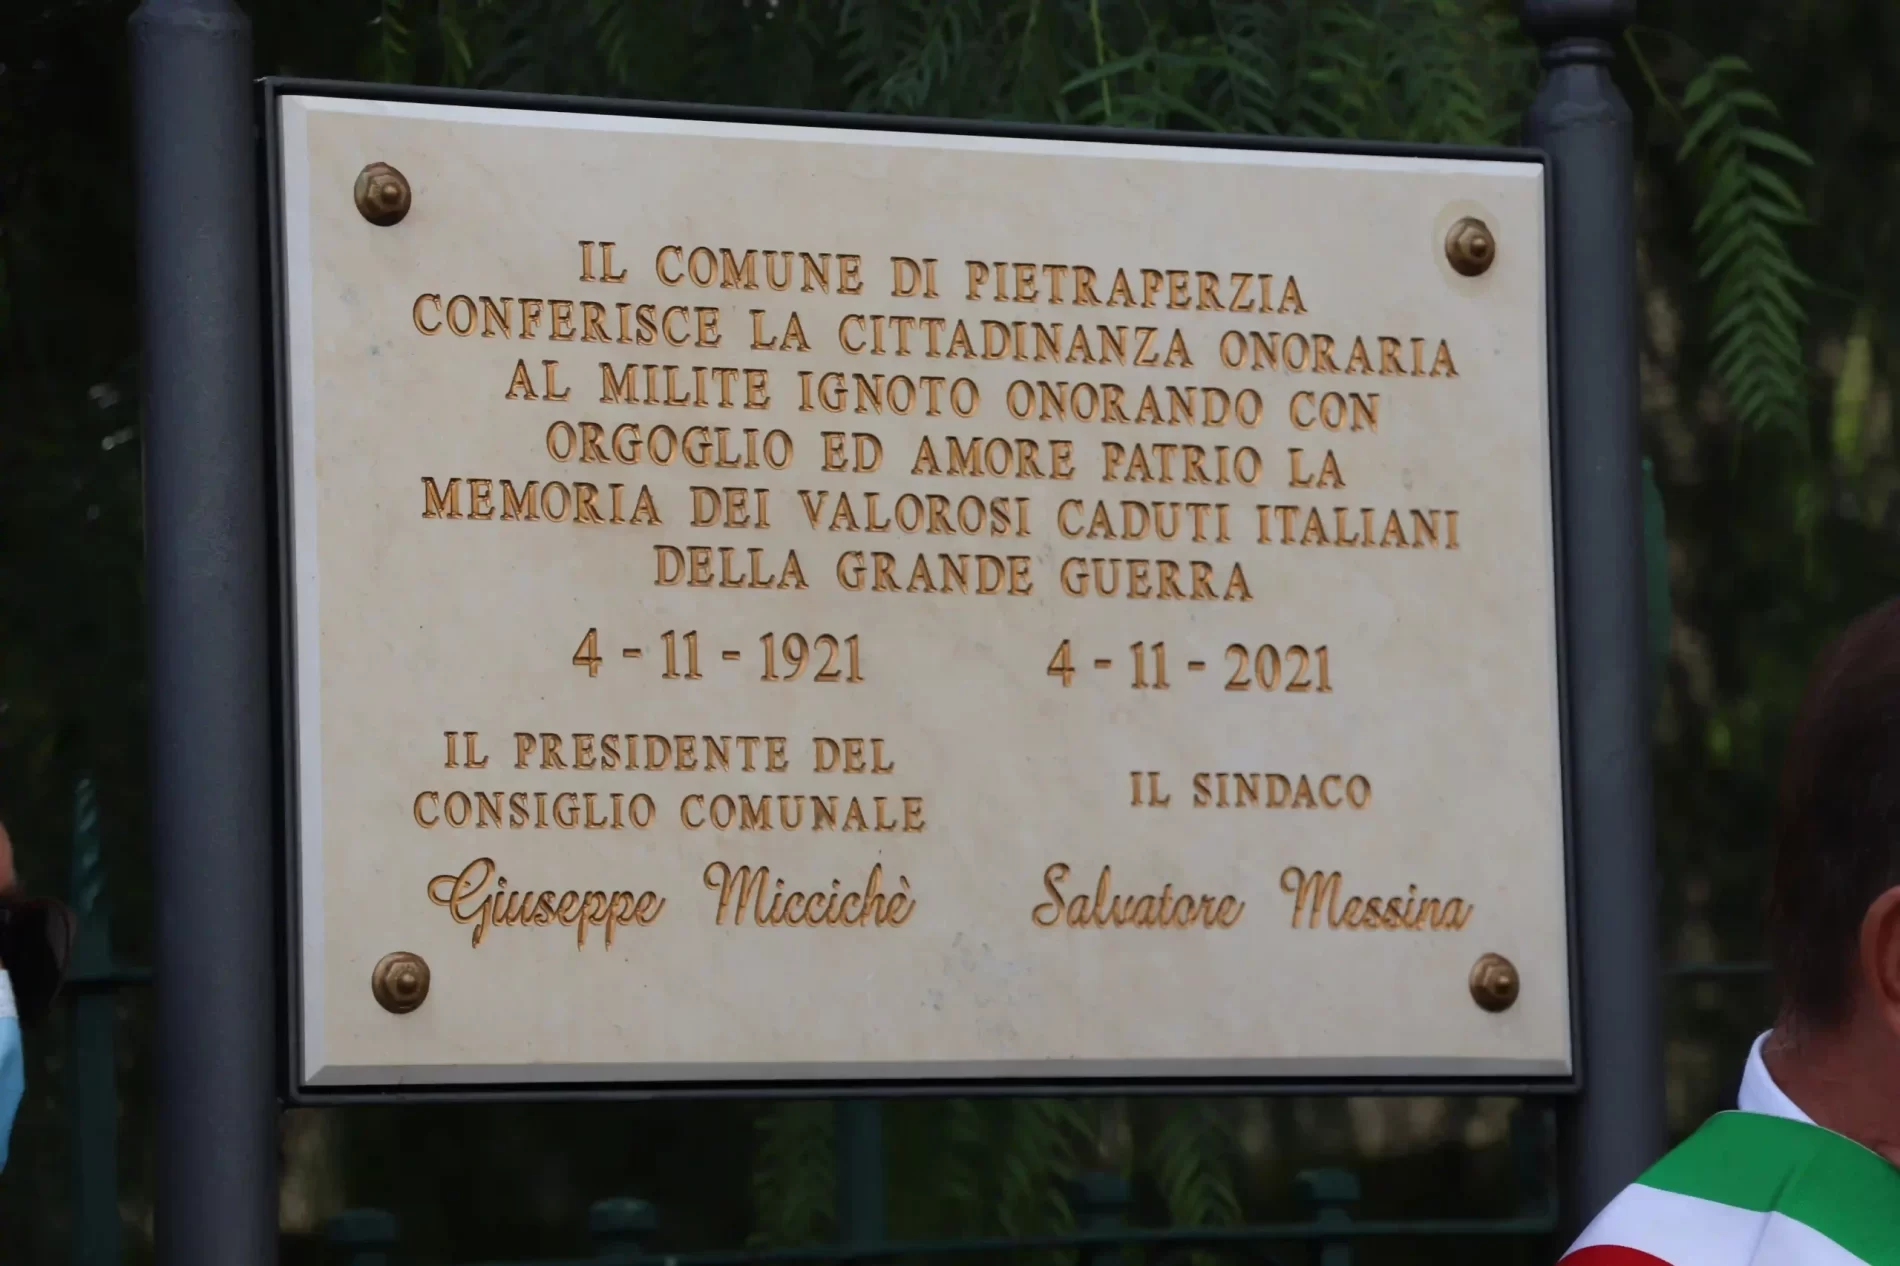 IL COMUNE DI PIETRAPERZIA
CONFERISCE LA CITTADINANZA ONORARIA
AL MILITE IGNOTO ONORANDO CON
ORGOGLIO ED AMORE PATRIO LA
MEMORIA DEI VALOROSI CADUTI ITALIANI
DELLA GRANDE GUERRA
4 - 11 - 1921 4 - 11 - 2021
IL PRESIDENTE DEL
CONSIGLIO COMUNALE
Giuseppe Miccichè
IL SINDACO
Salvatore Messina